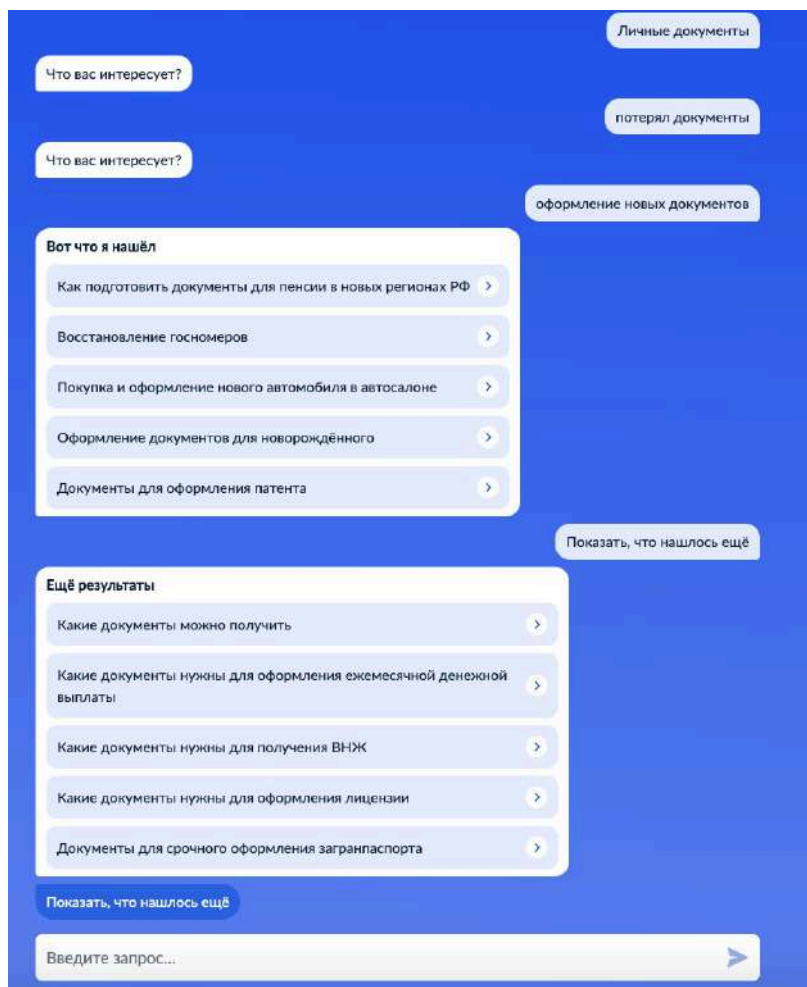 Личные документы
Что вас интересует?
потерял документы
Что вас интересует?
оформление новых документов
Вот что я нашёл
Как подготовить документы для пенсии в новых регионах РФ
Восстановление госномеров
Покупка и оформление нового автомобиля в автосалоне
Оформление документов для новорождённого
Документы для оформления патента
Показать, что нашлось ещё
Ещё результаты
Какие документы можно получить
Какие документы нужны для оформления ежемесячной денежной
выплаты
Какие документы нужны для получения ВНЖ
Какие документы нужны для оформления лицензии
Документы для срочного оформления загранпаспорта
Показать, что нашлось ещё
Введите запрос...